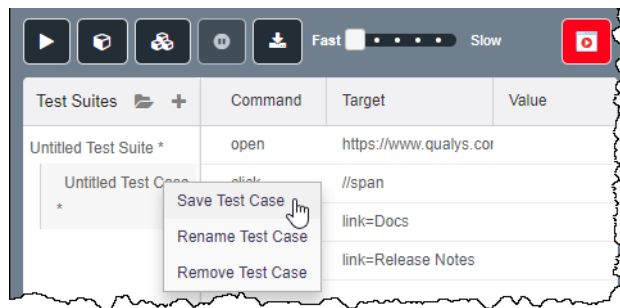 Fast Slow
Test Suites Command Target Value
Untitled Test Suite * open https://www.qualys.cor
Untitled Test Case click //span
*
Save Test Case
link=Docs
Rename Test Case
link=Release Notes
Remove Test Case